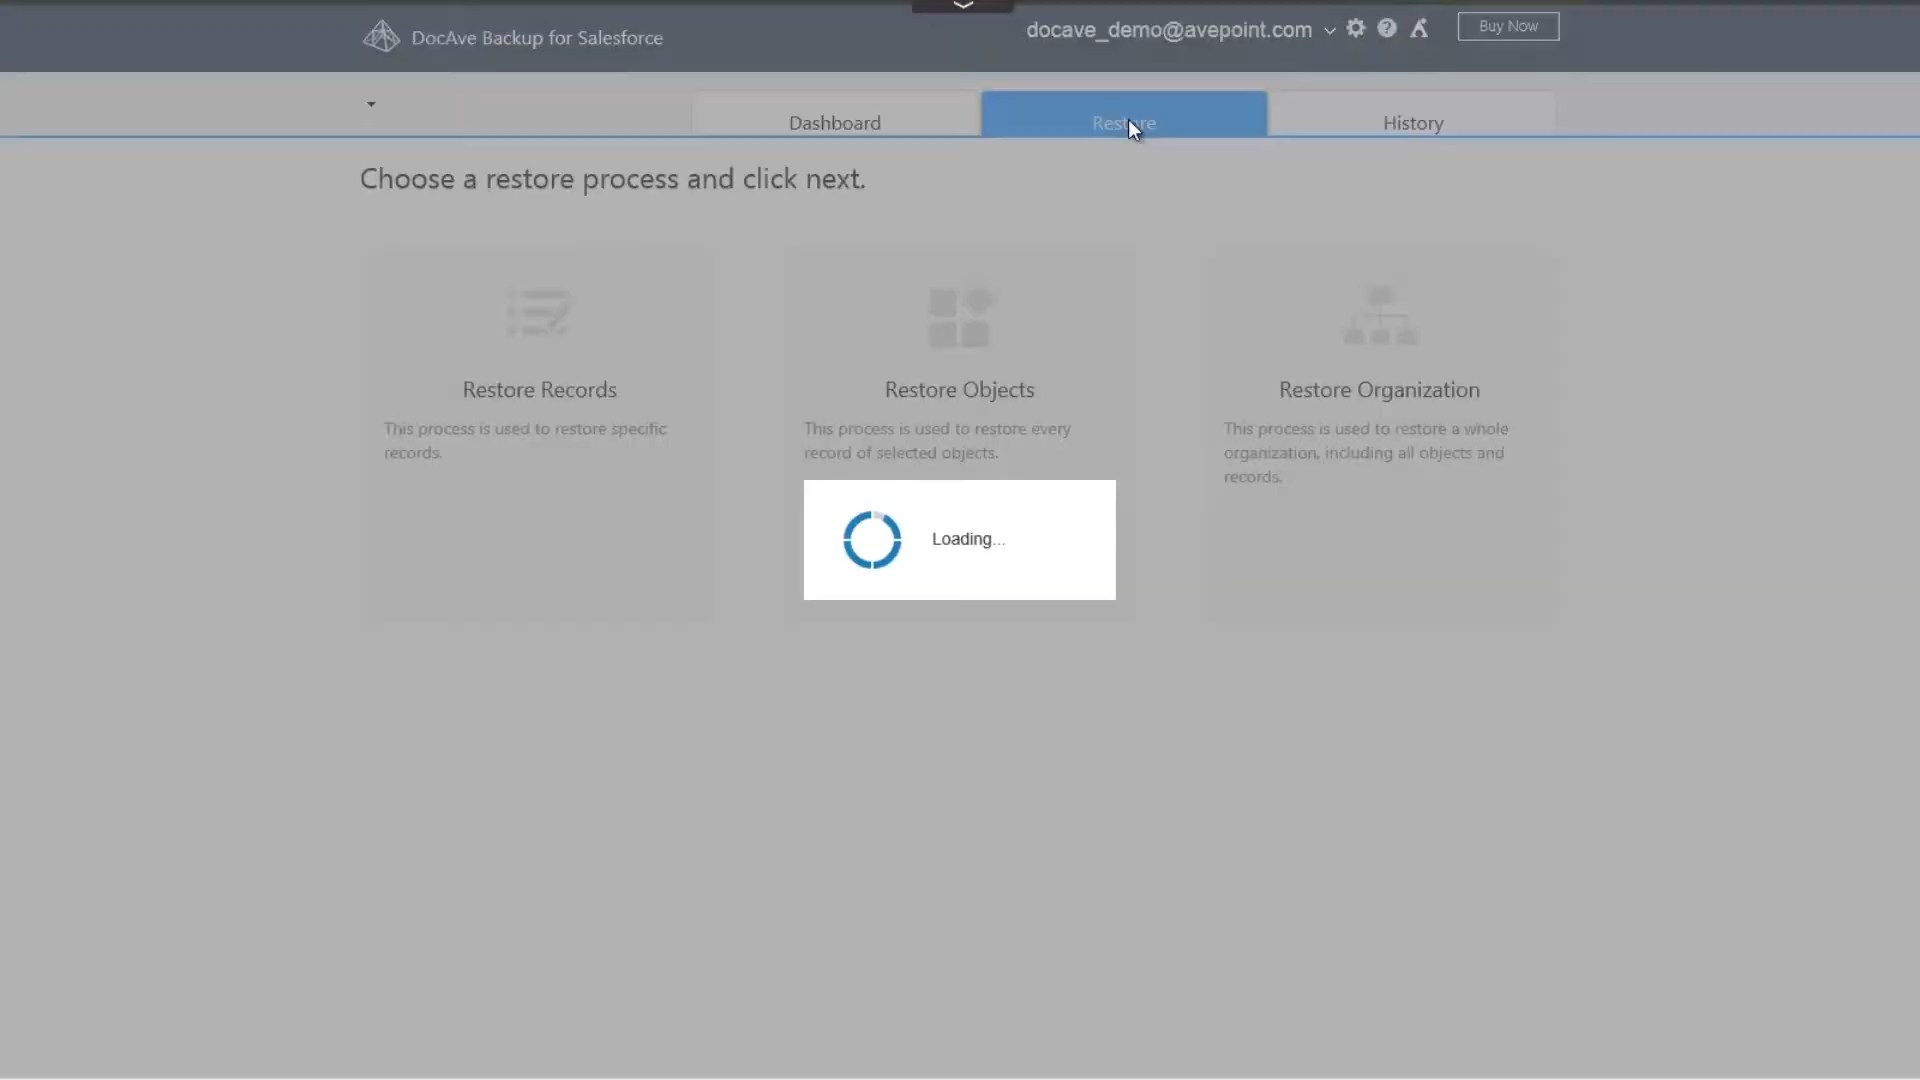 DocAve Backup for Salesforce
docave_demo@avepoint.com
Buy Now
Dashboard
Restore
History
Choose a restore process and click next.
Restore Records
This process is used to restore specific
records.
Restore Objects
This process is used to restore every
record of selected objects.
Restore Organization
This process is used to restore a whole
organization, including all objects and
records.
Loading...